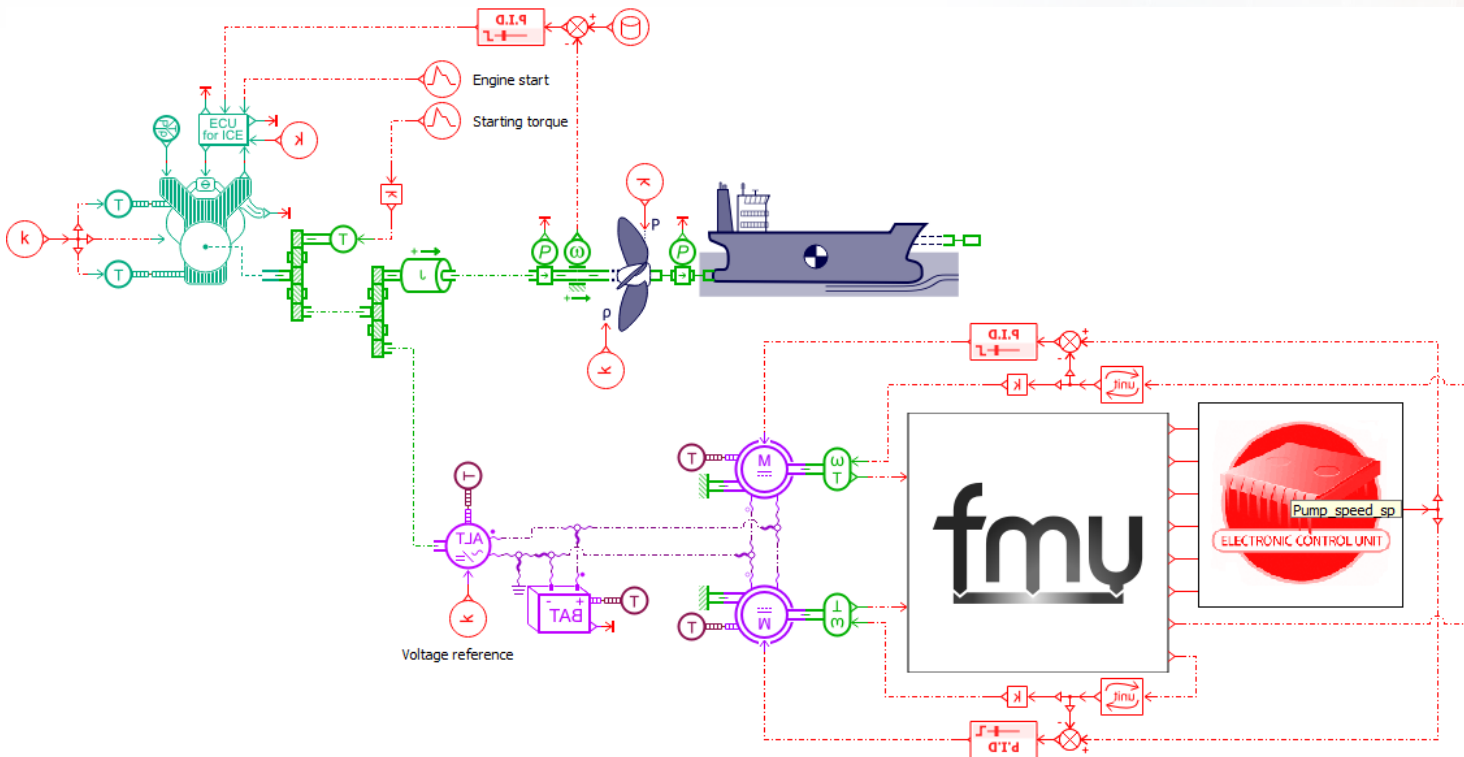 P.I.D
+
-
Engine start
Starting torque
ECU
for ICE
k
k
T
k
T
T
k
P
ω
k
P
P
J
ρ
k
P.I.D
+
-
k
unit
T
M
ω
T
fmu
Pump_speed_sp
ELECTRONIC CONTROL UNIT
T
ALT
=
- +
BAT
T
k
Voltage reference
T
M
T
ω
k
unit
P.I.D
-
+